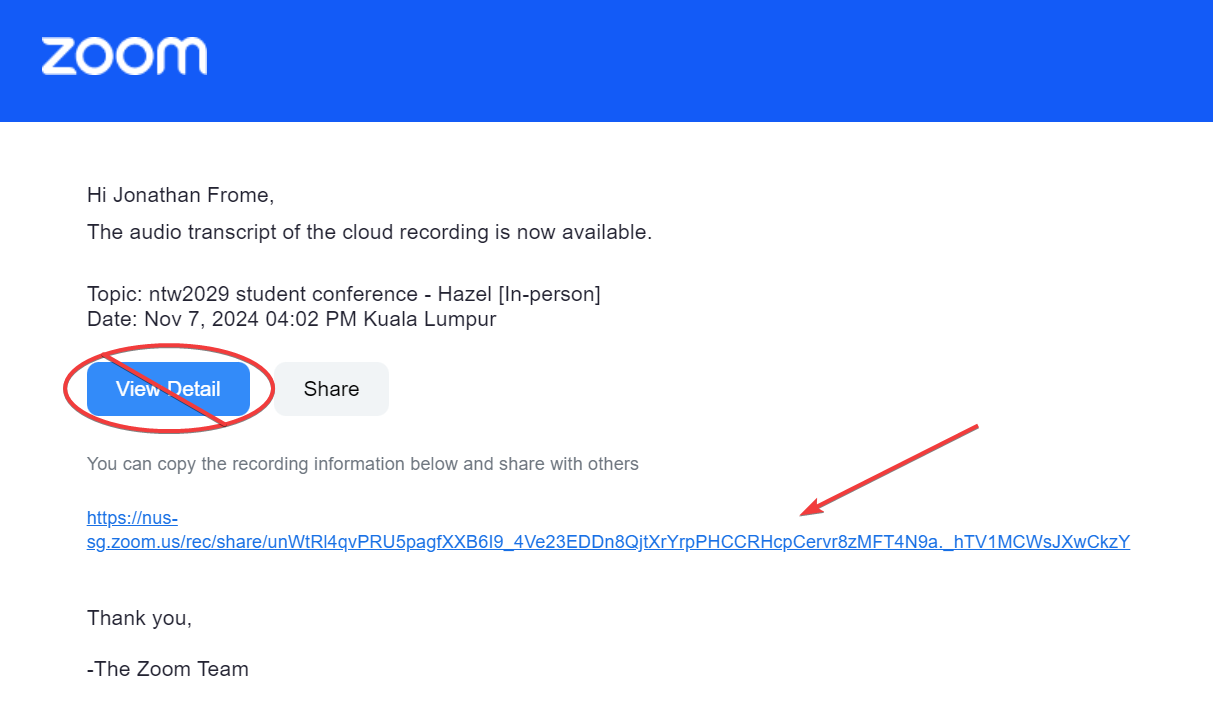 zoom
Hi Jonathan Frome,
The audio transcript of the cloud recording is now available.
Topic: ntw2029 student conference - Hazel [In-person]
Date: Nov 7, 2024 04:02 PM Kuala Lumpur
View Detail
Share
You can copy the recording information below and share with others
https://nus-
sg.zoom.us/rec/share/unWtRl4qvPRU5pagfXXB6I9_4Ve23EDDn8QjtXrYrpPHCCRHcpCervr8zMFT4N9a._hTV1MCWsJXwCkzY
Thank you,
-The Zoom Team